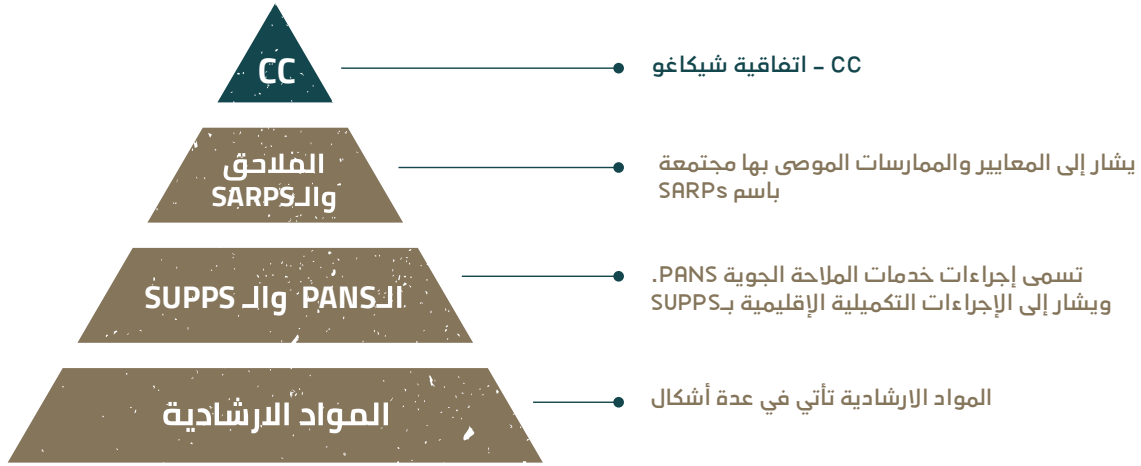 CC
CC – اتفاقية شيكاغو
الملاحق
والـSARPS
يشار إلى المعايير والممارسات الموصى بها مجتمعة
باسم SARPs
الـPANS والـ SUPPS
تسمى إجراءات خدمات الملاحة الجوية PANS.
ويشار إلى الإجراءات التكميلية الإقليمية بـSUPPS
المواد الارشادية
المواد الارشادية تأتي في عدة أشكال